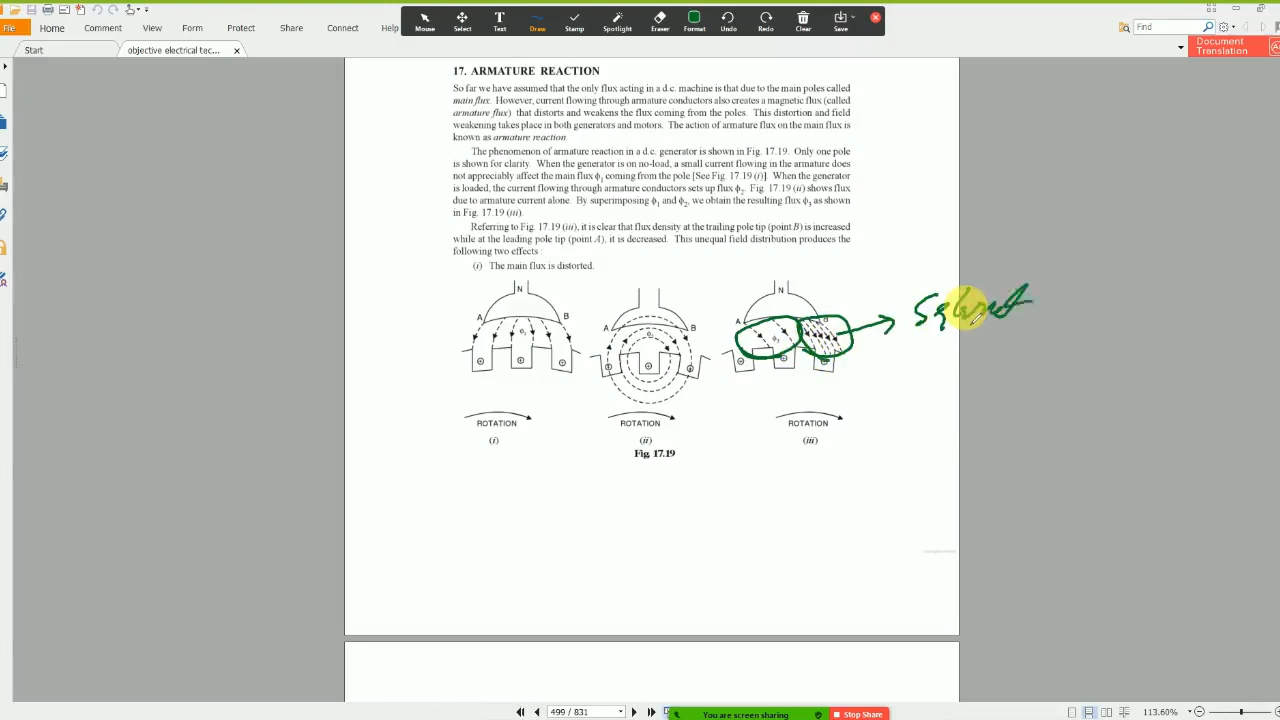 Mouse Select Text Draw Stamp Spotlight Eraser Format Undo Redo Clear Save
File Home Comment View Form Protect Share Connect Help Find
Start objective electrical tec... Document
Translation
17. ARMATURE REACTION
So far we have assumed that the only flux acting in a d.c. machine is that due to the main poles called
main flux. However, current flowing through armature conductors also creates a magnetic flux (called
armature flux) that distorts and weakens the flux coming from the poles. This distortion and field
weakening takes place in both generators and motors. The action of armature flux on the main flux is
known as armature reaction.
The phenomenon of armature reaction in a d.c. generator is shown in Fig. 17.19. Only one pole
is shown for clarity. When the generator is on no-load, a small current flowing in the armature does
not appreciably affect the main flux ϕ₁ coming from the pole [See Fig. 17.19 (i)]. When the generator
is loaded, the current flowing through armature conductors sets up flux ϕ₂. Fig. 17.19 (ii) shows flux
due to armature current alone. By superimposing ϕ₁ and ϕ₂, we obtain the resulting flux ϕ₃ as shown
in Fig. 17.19 (iii).
Referring to Fig. 17.19 (iii), it is clear that flux density at the trailing pole tip (point B) is increased
while at the leading pole tip (point A), it is decreased. This unequal field distribution produces the
following two effects :
(i) The main flux is distorted.
N N
A B A B A B
ϕ₁ ϕ₂ ϕ₃
ROTATION ROTATION ROTATION
(i) (ii) (iii)
Fig. 17.19
499 / 831 You are screen sharing Stop Share 113.60%